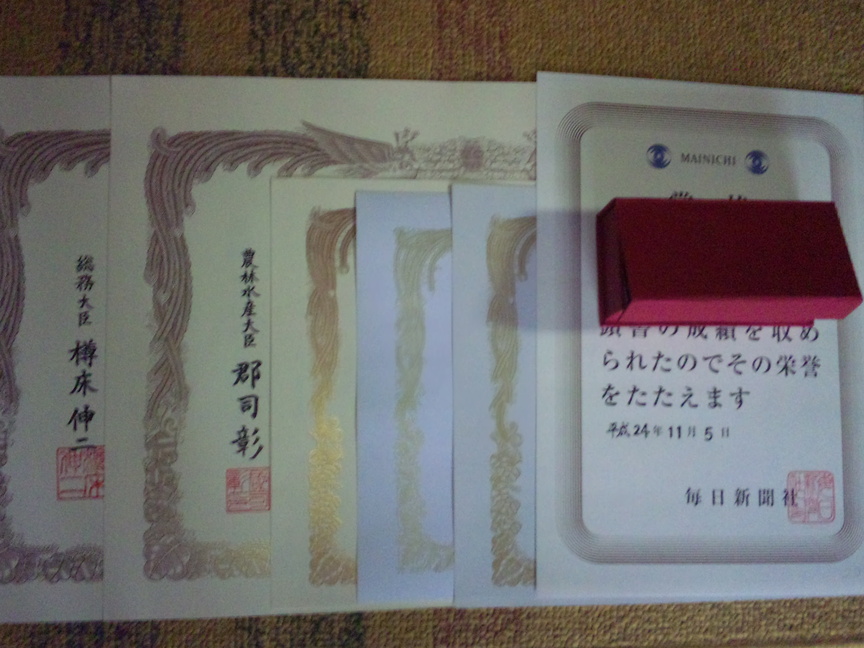 総務大臣
樽床伸二
農林水産大臣
郡司彰
MAINICHI
顕著の成績を収め
られたのでその栄誉
をたたえます
平成24年11月5日
毎日新聞社